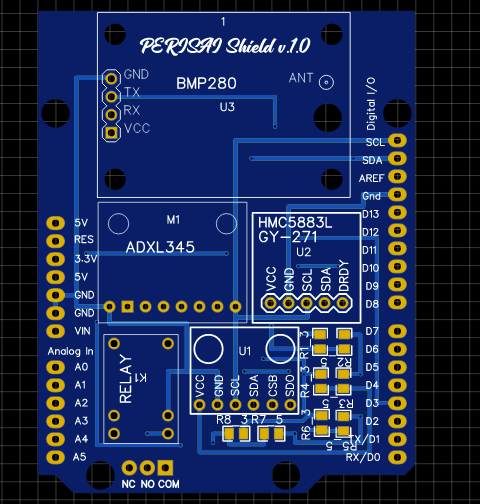 1
PERISAI Shield v.1.0
GND
TX
RX
VCC
BMP280
U3
ANT
Digital I/O
SCL
SDA
AREF
Gnd
D13
D12
D11
D10
D9
D8
D7
D6
D5
D4
D3
D2
TX/D1
RX/D0
M1
ADXL345
HMC5883L
GY-271
U2
VCC
GND
SCL
SDA
DRDY
5V
RES
3.3V
5V
GND
GND
VIN
Analog In
A0
A1
A2
A3
A4
A5
RELAY
K1
U1
VCC
GND
SCL
SDA
CSB
SDO
R1 3
R4 3
R6 3
R8 3 R7 5
NC NO COM